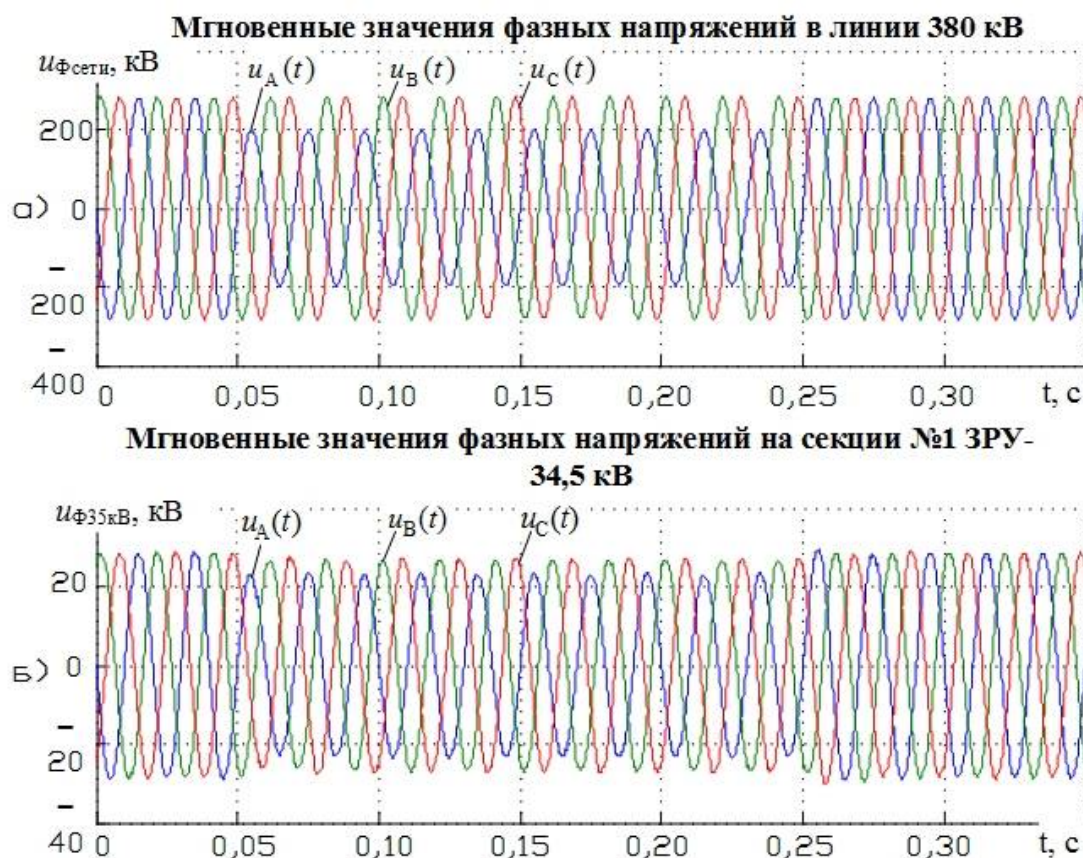 Мгновенные значения фазных напряжений в линии 380 кВ
uФсети, кВ
uA(t)
uB(t)
uC(t)
200
а)
0
–
200
–
400
0
0,05
0,10
0,15
0,20
0,25
0,30
t, с
Мгновенные значения фазных напряжений на секции №1 ЗРУ-
34,5 кВ
uФ35кВ, кВ
uA(t)
uB(t)
uC(t)
20
в)
0
–
20
–
40
0
0,05
0,10
0,15
0,20
0,25
0,30
t, с